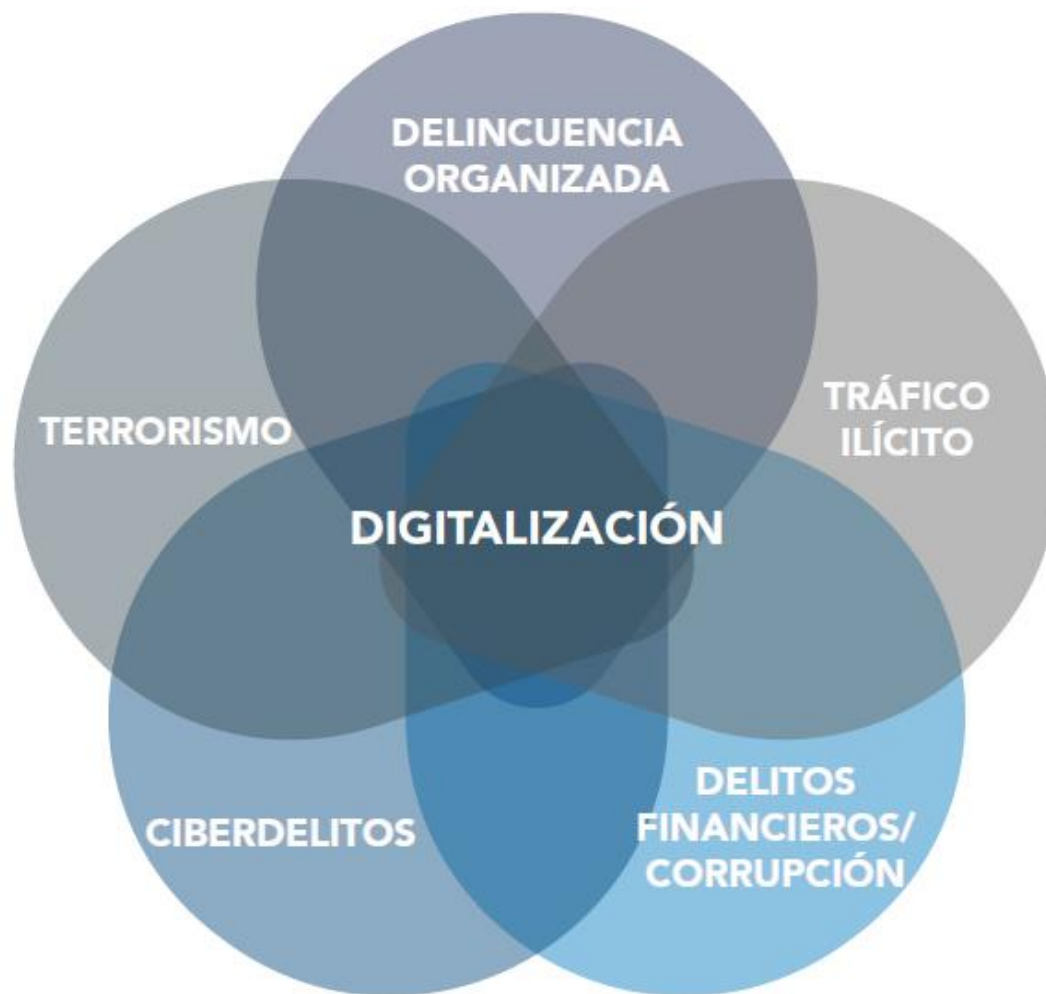 DELINCUENCIA
ORGANIZADA
TRÁFICO
ILÍCITO
TERRORISMO
DIGITALIZACIÓN
DELITOS
FINANCIEROS/
CORRUPCIÓN
CIBERDELITOS